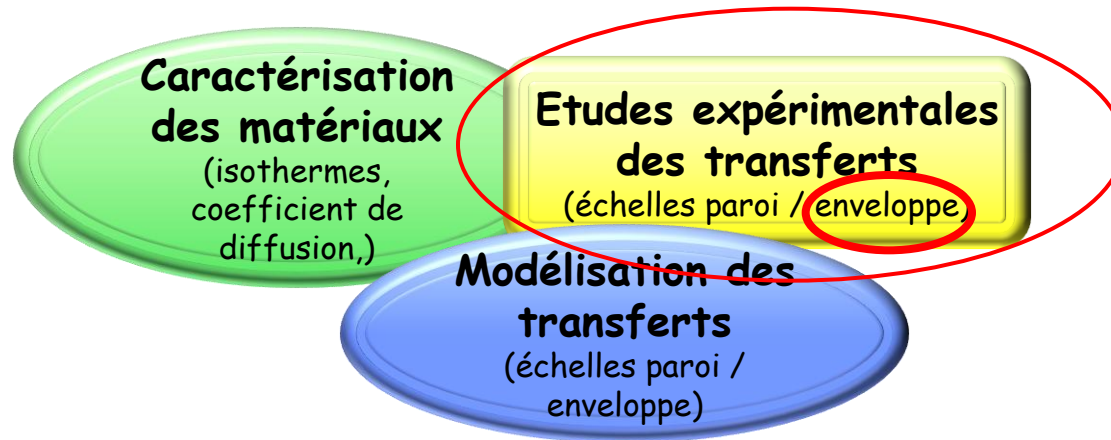 Caractérisation
des matériaux
(isothermes,
coefficient de
diffusion,)
Etudes expérimentales
des transferts
(échelles paroi / enveloppe)
Modélisation des
transferts
(échelles paroi /
enveloppe)